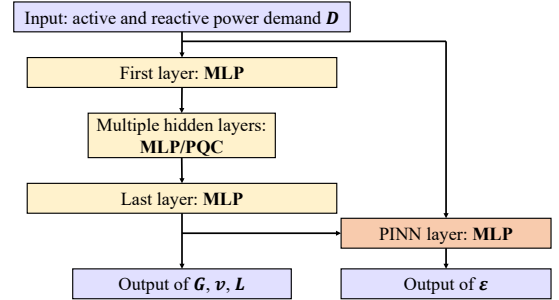 Input: active and reactive power demand D
First layer: MLP
Multiple hidden layers:
MLP/PQC
Last layer: MLP
PINN layer: MLP
Output of G, v, L
Output of ε